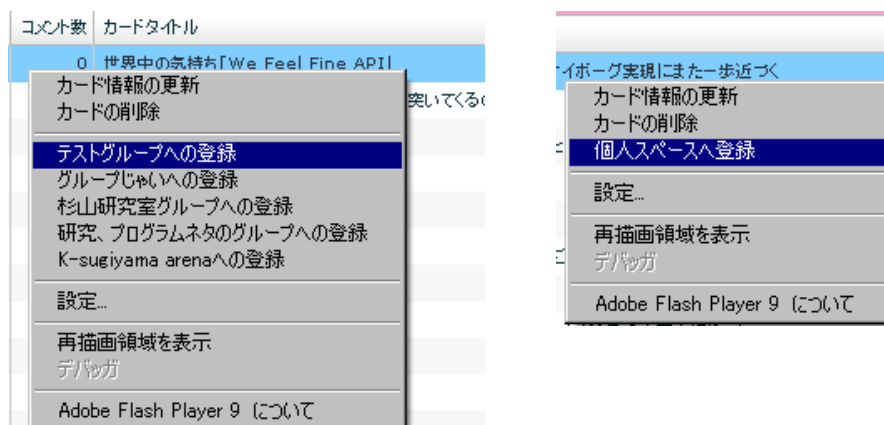 コメント数 カードタイトル
0 世界中の気持ち「We Feel Fine API」
カード情報の更新
カードの削除
突いてくる
テストグループへの登録
グループじゃいへの登録
杉山研究室グループへの登録
研究、プログラムネタのグループへの登録
K-sugiyama arenaへの登録
設定...
再描画領域を表示
デバッガ
Adobe Flash Player 9 について
イボーグ実現にまた一歩近づく
カード情報の更新
カードの削除
個人スペースへ登録
設定...
再描画領域を表示
デバッガ
Adobe Flash Player 9 について